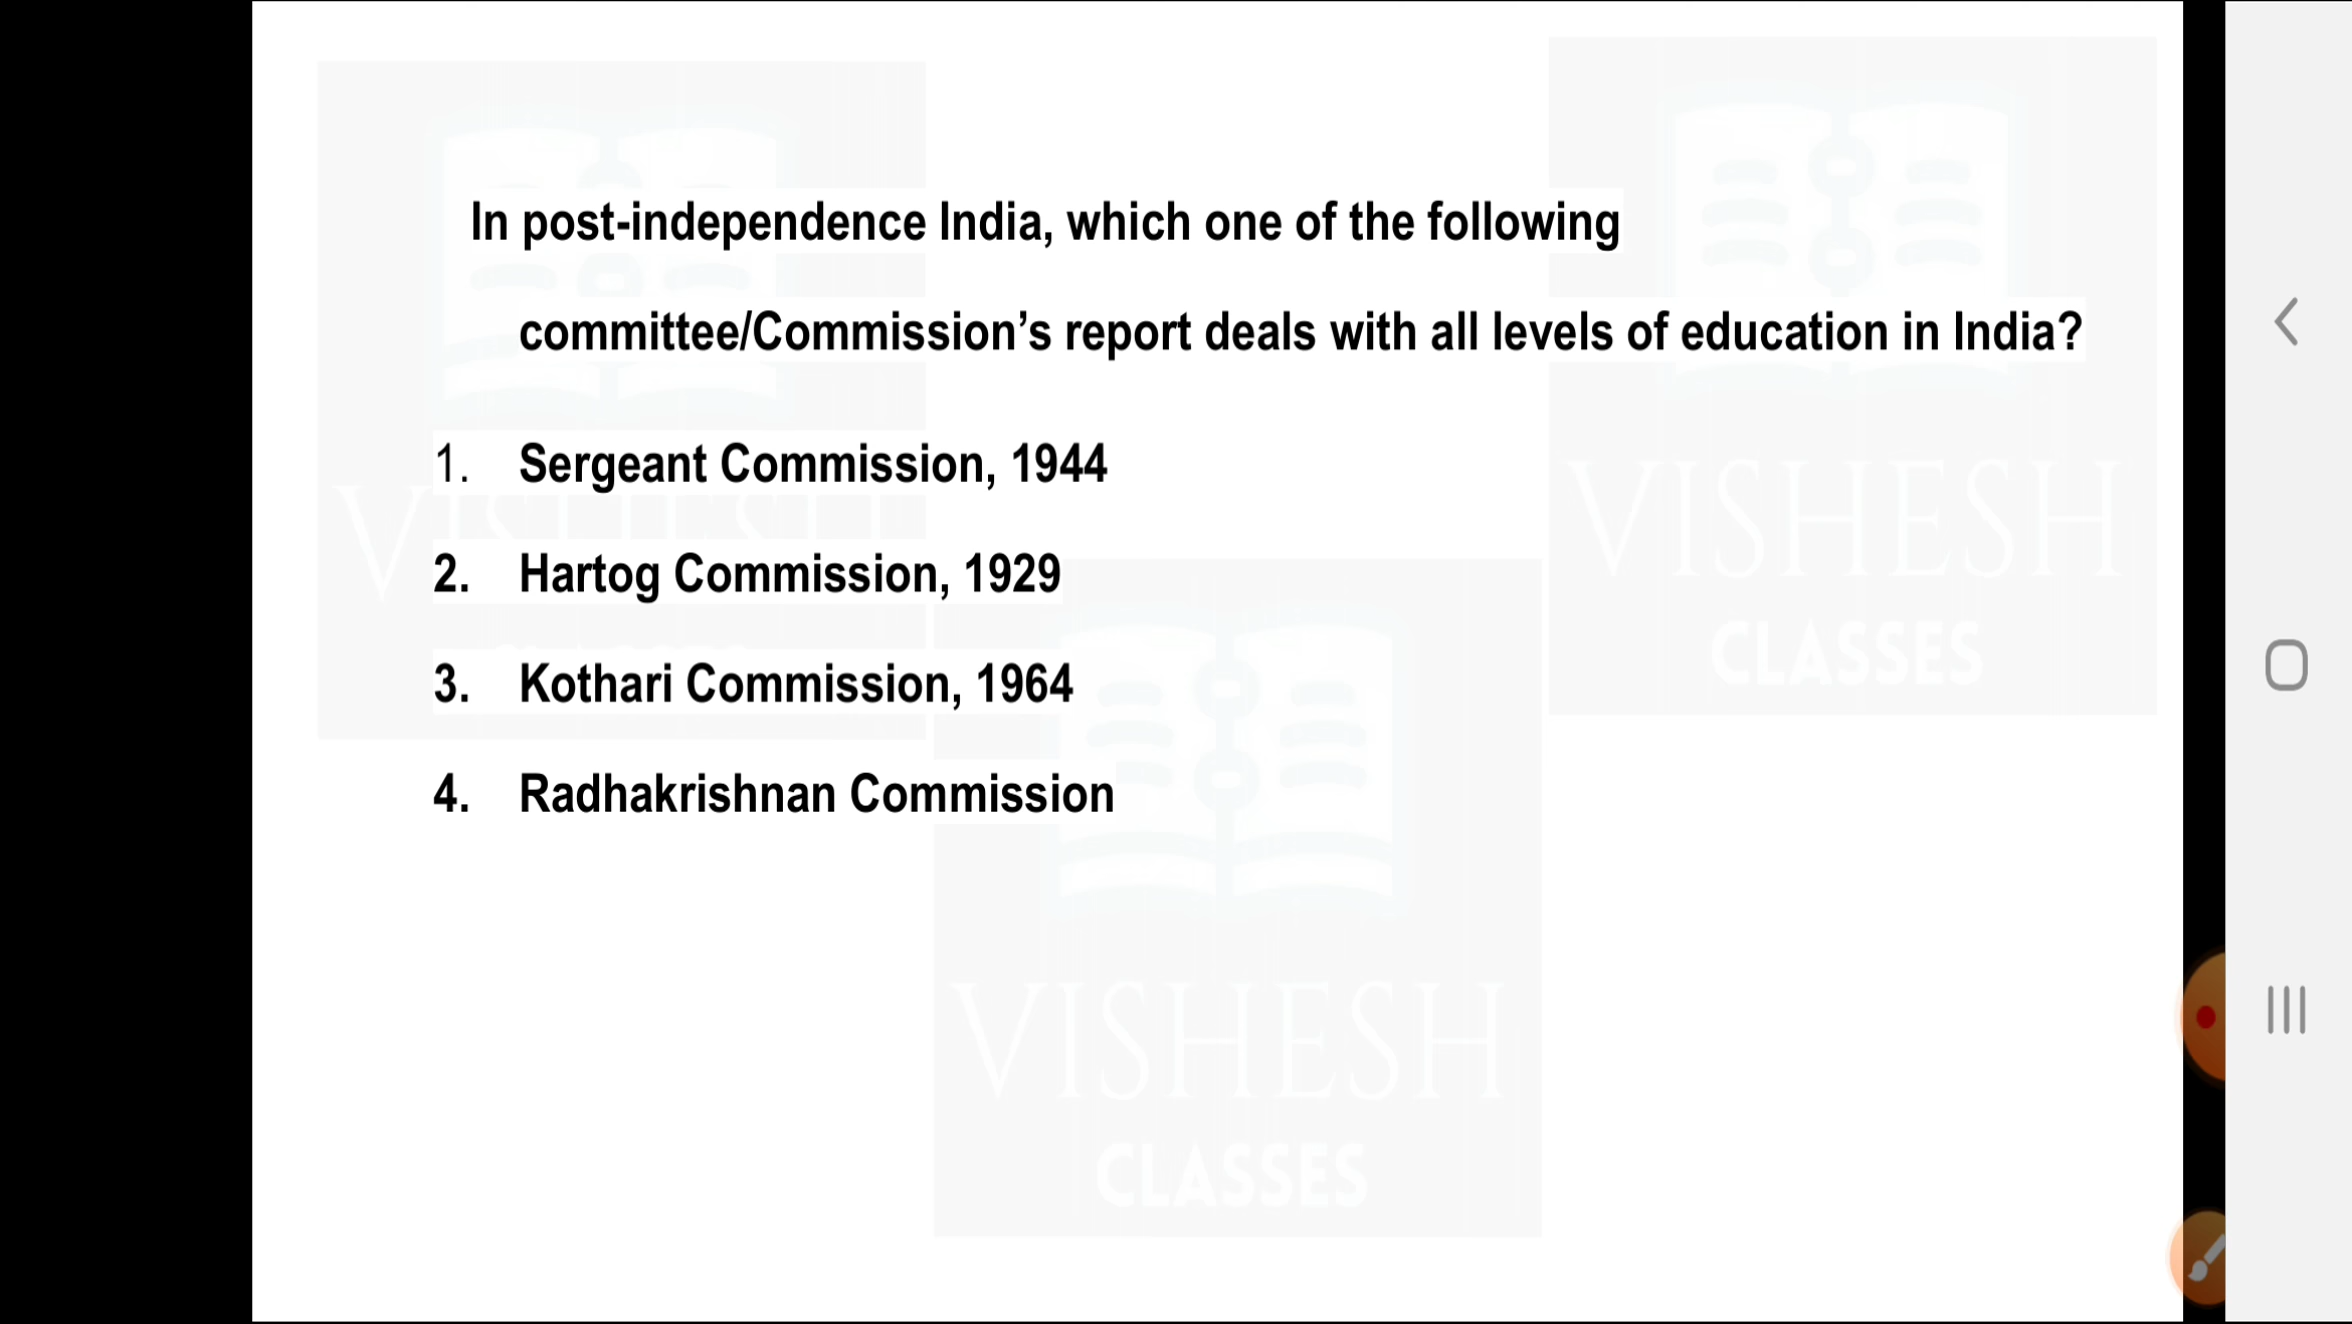 In post-independence India, which one of the following
committee/Commission’s report deals with all levels of education in India?
1. Sergeant Commission, 1944
2. Hartog Commission, 1929
3. Kothari Commission, 1964
4. Radhakrishnan Commission
VISHESH
CLASSES
VISHESH
CLASSES
VISHESH